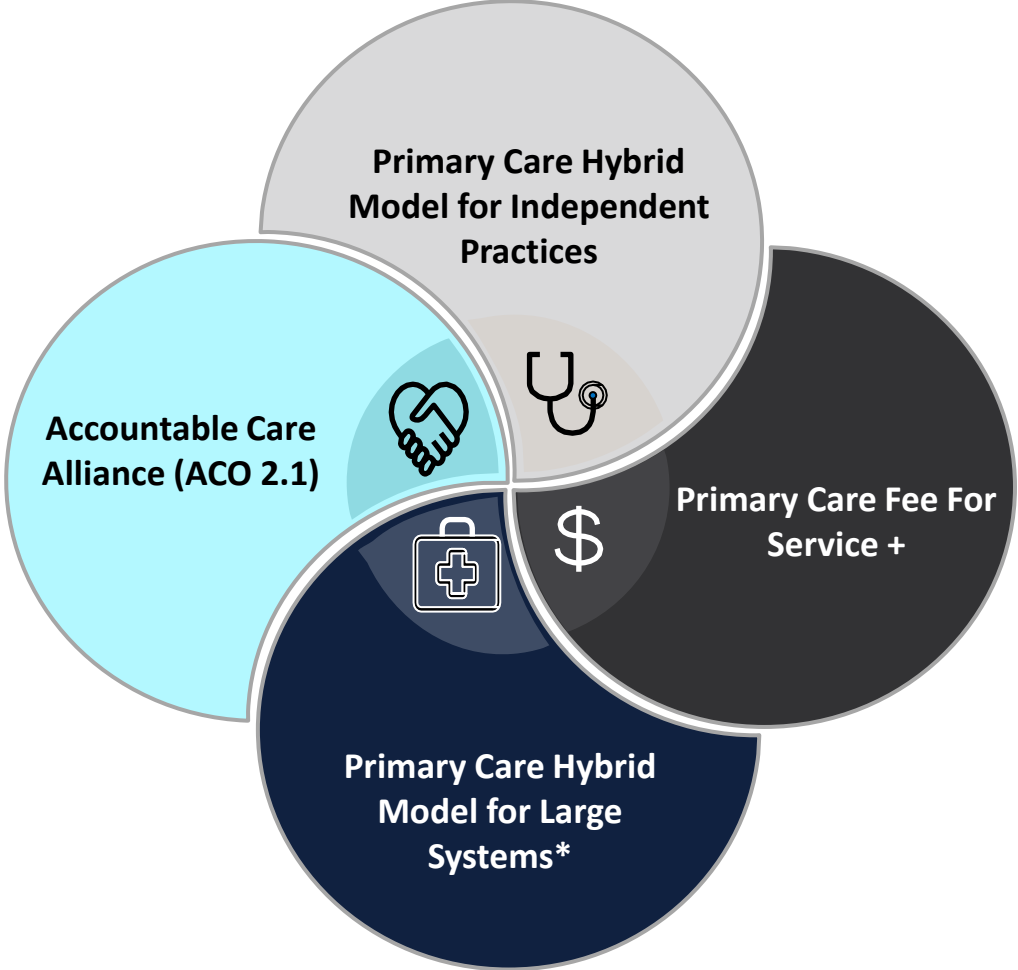 Primary Care Hybrid
Model for Independent
Practices
Accountable Care
Alliance (ACO 2.1)
Primary Care Fee For
Service +
$
Primary Care Hybrid
Model for Large
Systems*